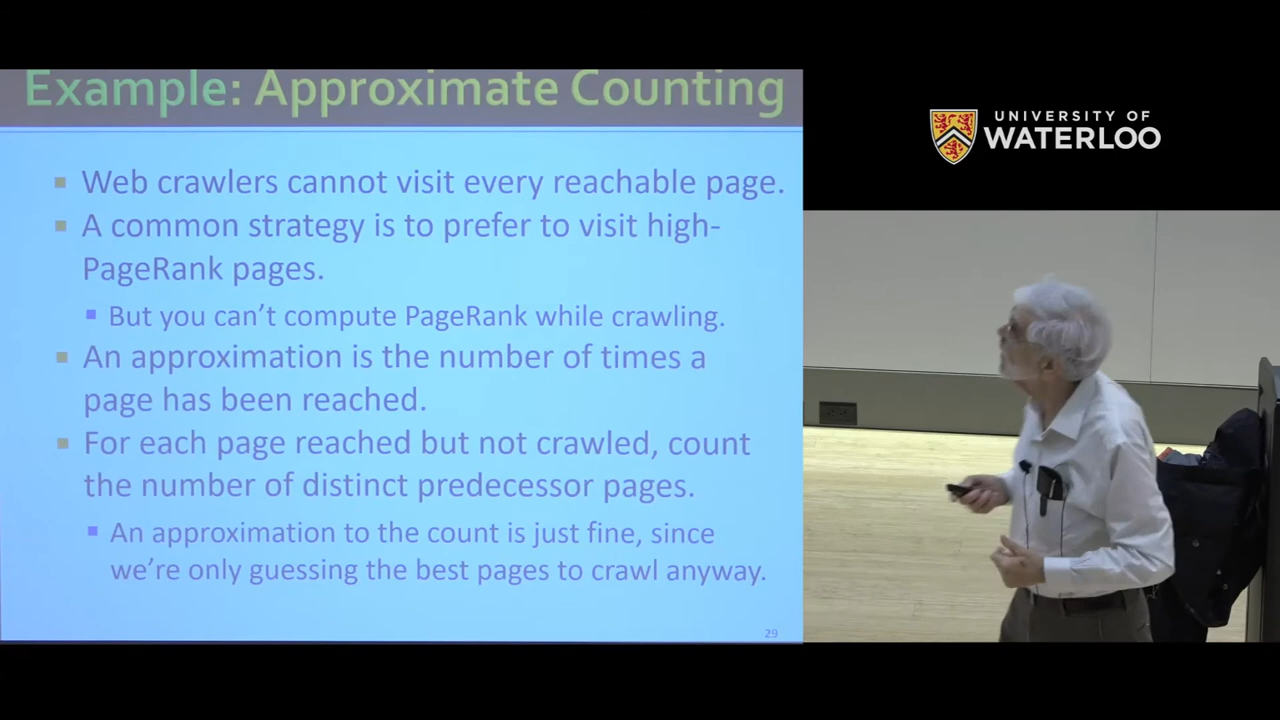 Example: Approximate Counting
UNIVERSITY OF
WATERLOO
Web crawlers cannot visit every reachable page.
A common strategy is to prefer to visit high-
PageRank pages.
But you can't compute PageRank while crawling.
An approximation is the number of times a
page has been reached.
For each page reached but not crawled, count
the number of distinct predecessor pages.
An approximation to the count is just fine, since
we're only guessing the best pages to crawl anyway.
29